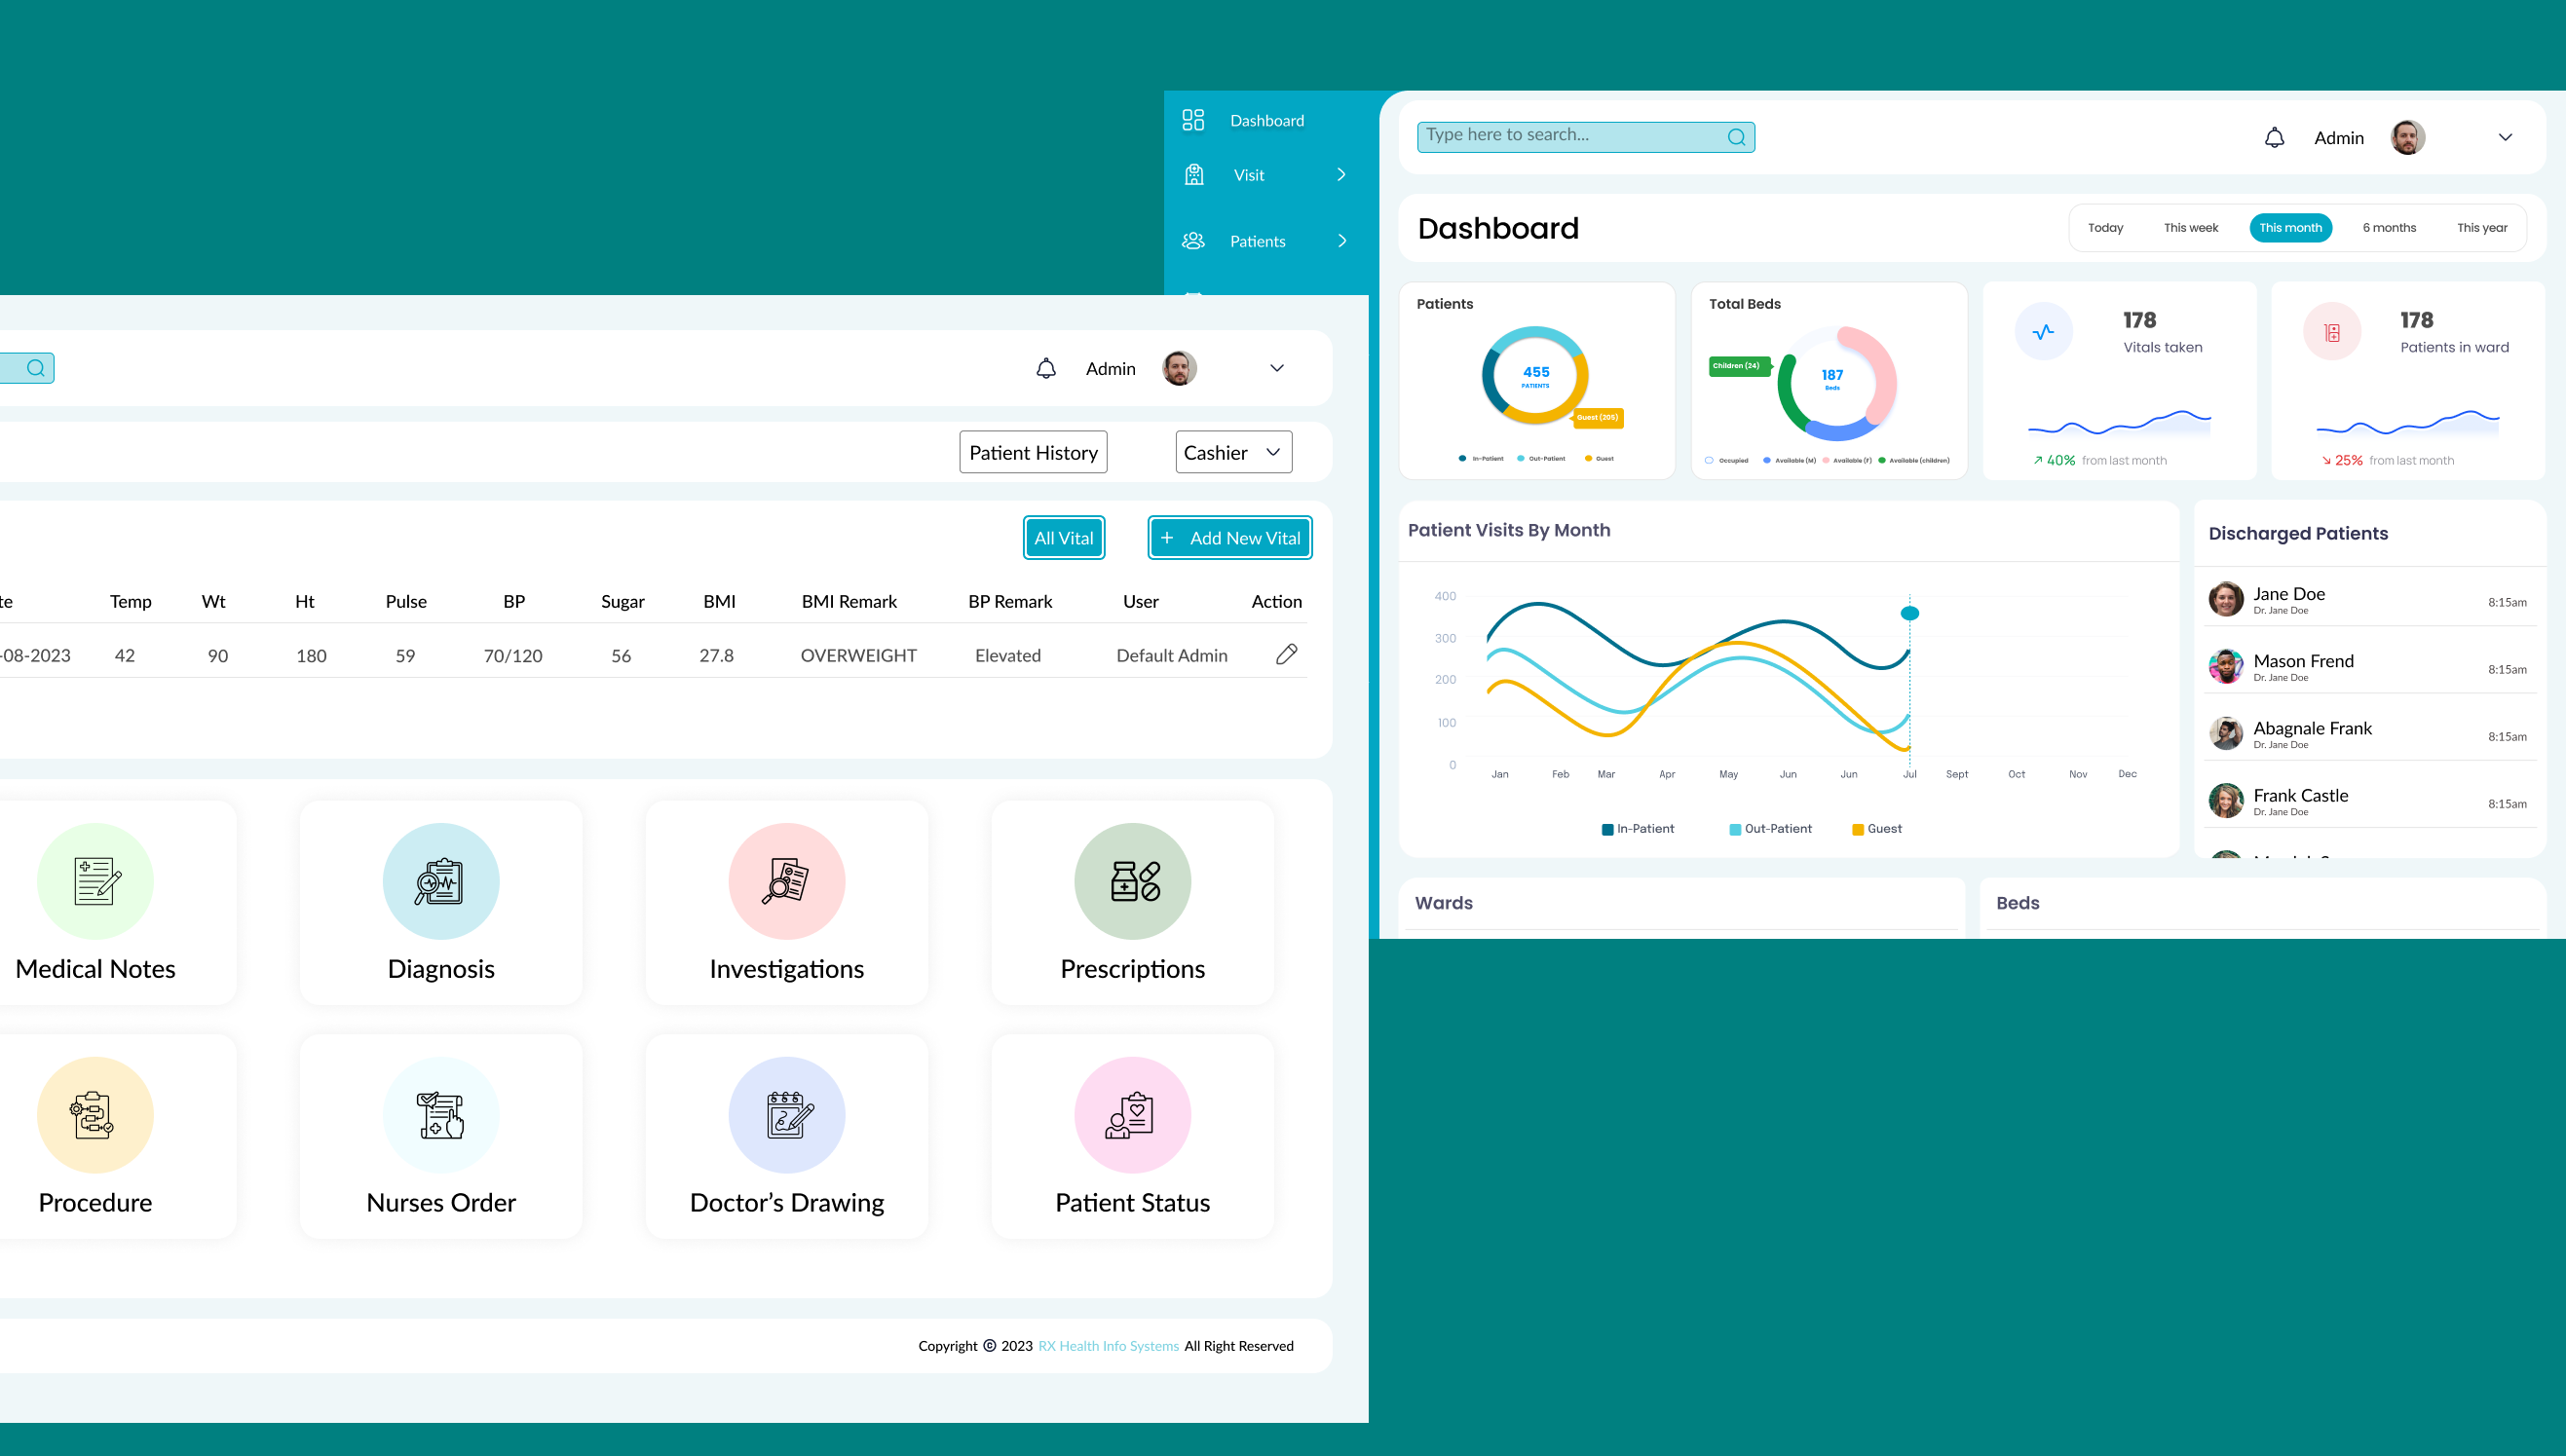 Dashboard
Visit
Patients
Type here to search...
Admin
Dashboard
Today This week This month 6 months This year
Patients
455
PATIENTS
Guest (205)
In-Patient Out-Patient Guest
Total Beds
Children (24)
187
Beds
Occupied Available (M) Available (F) Available (children)
178
Vitals taken
40% from last month
178
Patients in ward
25% from last month
Patient Visits By Month
400
300
200
100
0
Jan Feb Mar Apr May Jun Jun Jul Sept Oct Nov Dec
In-Patient Out-Patient Guest
Discharged Patients
Jane Doe
Dr. Jane Doe
8:15am
Mason Frend
Dr. Jane Doe
8:15am
Abagnale Frank
Dr. Jane Doe
8:15am
Frank Castle
Dr. Jane Doe
8:15am
Wards
Beds
Admin
Patient History
Cashier
All Vital
+ Add New Vital
te Temp Wt Ht Pulse BP Sugar BMI BMI Remark BP Remark User Action
-08-2023 42 90 180 59 70/120 56 27.8 OVERWEIGHT Elevated Default Admin
Medical Notes
Diagnosis
Investigations
Prescriptions
Procedure
Nurses Order
Doctor’s Drawing
Patient Status
Copyright © 2023 RX Health Info Systems All Right Reserved